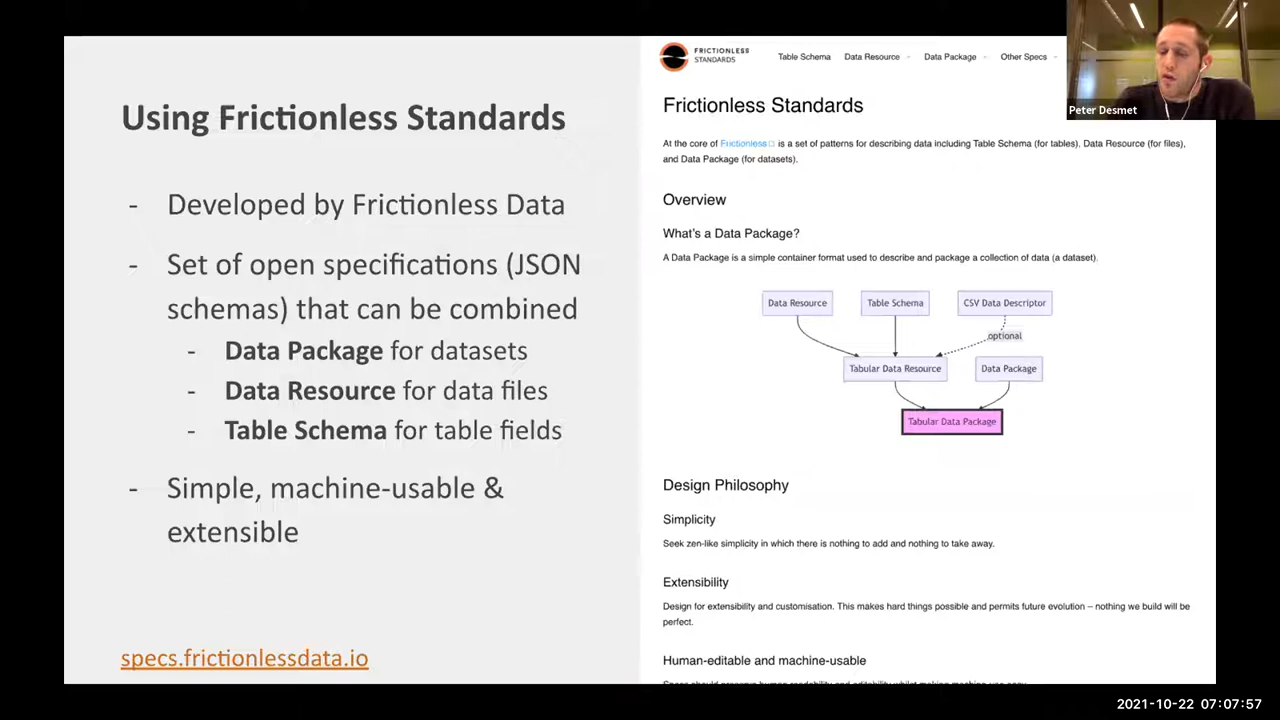 Using Frictionless Standards
- Developed by Frictionless Data
- Set of open specifications (JSON
schemas) that can be combined
- Data Package for datasets
- Data Resource for data files
- Table Schema for table fields
- Simple, machine-usable &
extensible
specs.frictionlessdata.io
FRICTIONLESS
STANDARDS
Table Schema Data Resource Data Package Other Specs
Frictionless Standards
At the core of Frictionless is a set of patterns for describing data including Table Schema (for tables), Data Resource (for files),
and Data Package (for datasets).
Overview
What's a Data Package?
A Data Package is a simple container format used to describe and package a collection of data (a dataset).
Data Resource Table Schema CSV Data Descriptor
optional
Tabular Data Resource Data Package
Tabular Data Package
Design Philosophy
Simplicity
Seek zen-like simplicity in which there is nothing to add and nothing to take away.
Extensibility
Design for extensibility and customisation. This makes hard things possible and permits future evolution – nothing we build will be
perfect.
Human-editable and machine-usable
Peter Desmet
2021-10-22 07:07:57